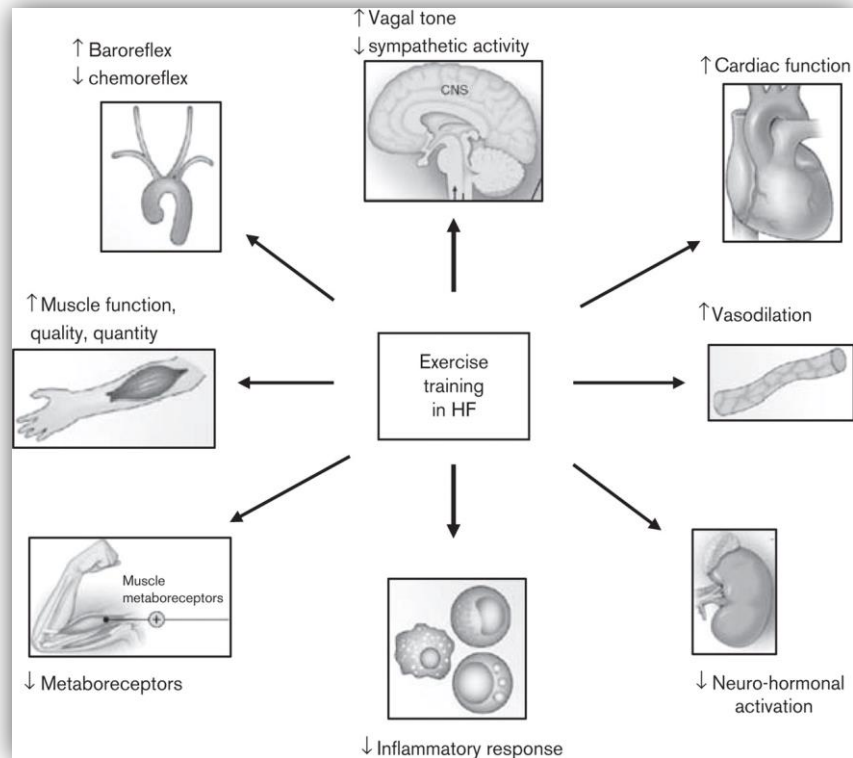 ↑ Baroreflex
↓ chemoreflex
↑ Vagal tone
↓ sympathetic activity
CNS
↑ Cardiac function
↑ Muscle function,
quality, quantity
Exercise
training
in HF
↑ Vasodilation
Muscle
metaboreceptors
+
↓ Metaboreceptors
↓ Inflammatory response
↓ Neuro-hormonal
activation